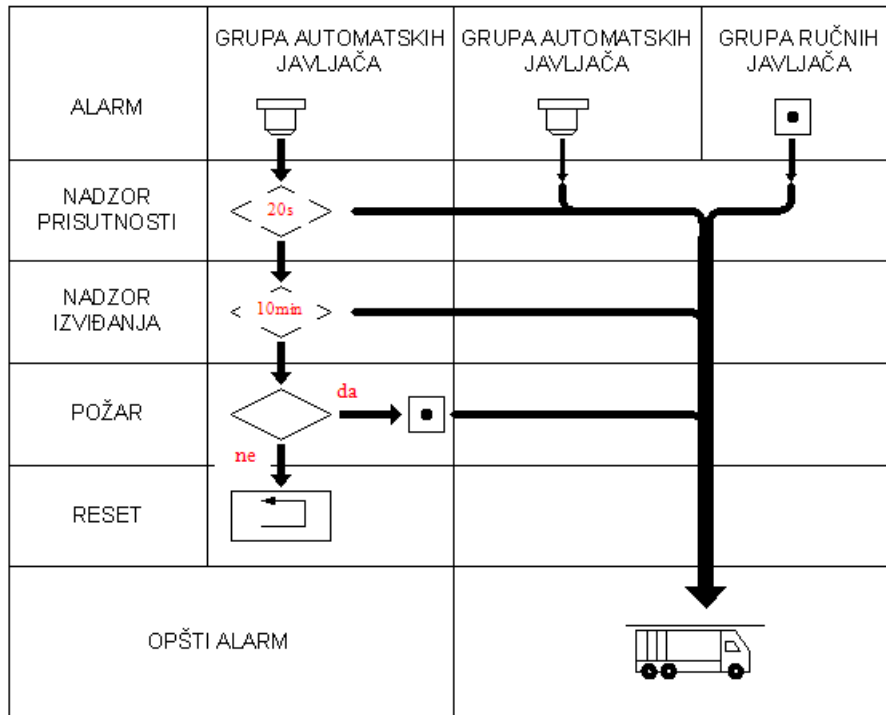 GRUPA AUTOMATSKIH
JAVLJAČA
GRUPA AUTOMATSKIH
JAVLJAČA
GRUPA RUČNIH
JAVLJAČA
ALARM
NADZOR
PRISUTNOSTI
20s
NADZOR
IZVIĐANJA
10min
POŽAR
da
ne
RESET
OPŠTI ALARM